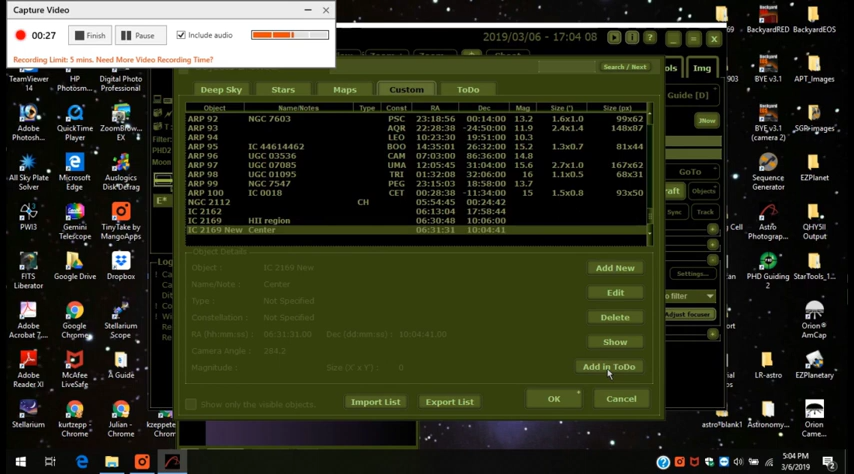 Capture Video
00:27
Finish
Pause
Include audio
Recording Limit: 5 mins. Need More Video Recording Time?
2019/03/06 - 17:04 08
Search / Next
Deep Sky Stars Maps Custom ToDo
Object Name/Notes Type Const RA Dec Mag Size (') Size (px)
ARP 92 NGC 7603 PSC 23:18:56 00:14:00 13.2 1.6x1.0 99x62
ARP 93 AQR 22:28:38 -24:50:00 11.9 2.4x1.4 148x87
ARP 94 LEO 10:23:30 19:51:00 10.3
ARP 95 IC 44614462 BOO 14:35:01 26:32:00 15.2 1.3x0.7 81x44
ARP 96 UGC 03536 CAM 07:03:00 86:36:00 14.8
ARP 97 UGC 07085 UMA 12:05:45 31:04:00 15.6 2.7x1.0 167x62
ARP 98 UGC 01095 TRI 01:32:08 32:06:00 16 1.1x0.5 68x31
ARP 99 NGC 7547 PEG 23:15:03 18:58:00 13.7
ARP 100 IC 0018 CET 00:28:38 -11:34:00 15 1.5x0.8 93x50
NGC 2112 CH 05:54:45 00:24:42
IC 2162 06:13:04 17:58:44
IC 2169 HII region 06:30:48 10:06:00
IC 2169 New Center 06:31:31 10:04:41
Object Details
Object : IC 2169 New
Name/Note : Center
Type : Not Specified
Constellation : Not Specified
RA (hh:mm:ss) : 06:31:31.00 Dec (dd:mm:ss) : 10:04:41.00
Camera Angle : 284.2
Magnitude : Size (X' x Y') : 0
Add New
Edit
Delete
Show
Add in ToDo
Show only the visible objects.
Import List
Export List
OK
Cancel
Img
Guide [D]
GoTo
Objects
Sync
Track
Settings...
Adjust focuser
TeamViewer
14
HP
Photosm...
Digital Photo
Professional
Adobe
Photosh...
QuickTime
Player
ZoomBrow...
EX
All Sky Plate
Solver
Microsoft
Edge
Auslogics
Disk Defrag
PWI3
Gemini
Telescope
TinyTake by
MangoApps
FITS
Liberator
Google Drive
Dropbox
Adobe
Acrobat 7....
Google
Chrome
Stellarium
Scope
Adobe
Reader XI
McAfee
LiveSafe
A Guide
Stellarium
kurtzepp -
Chrome
Julian -
Chrome
kzeppete
BackyardRED
BackyardEOS
BYE v3.1
APT_Images
BYE v3.1
(camera 2)
SGP-images
Sequence
Generator
EZPlanet
Astro
Photograp...
QHY5II
Output
PHD Guiding
2
StarTools_1...
Orion®
AmCap
LR-astro
EZPlanetary
astro blank1
Astronomy...
Orion
Came...
5:04 PM
3/6/2019